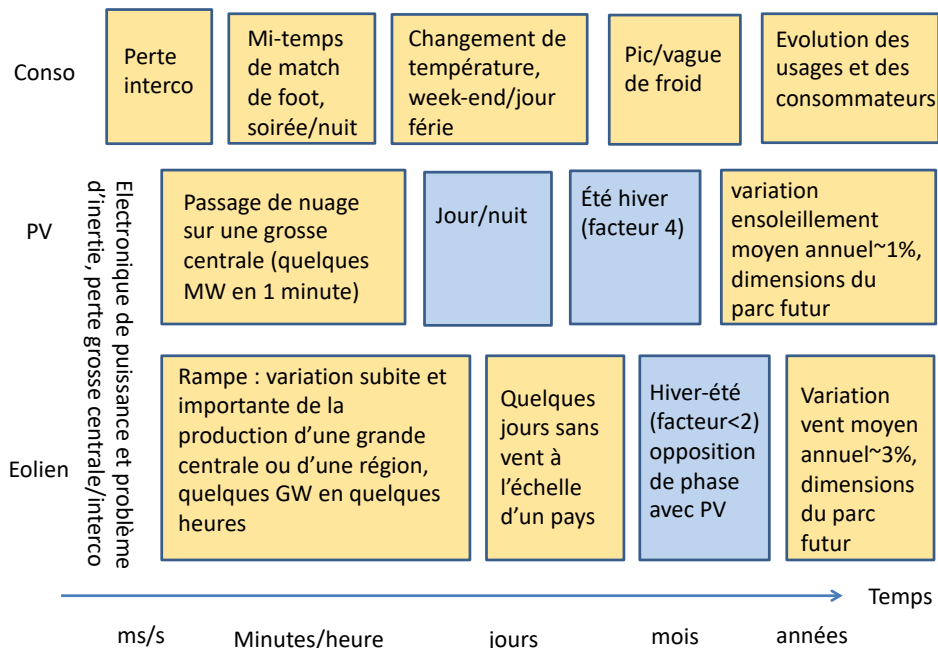 Conso
Perte
interco
Mi-temps
de match
de foot,
soirée/nuit
Changement de
température,
week-end/jour
férie
Pic/vague
de froid
Evolution des
usages et des
consommateurs
PV
Electronique de puissance et problème
d’inertie, perte grosse centrale/interco
Passage de nuage
sur une grosse
centrale (quelques
MW en 1 minute)
Jour/nuit
Été hiver
(facteur 4)
variation
ensoleillement
moyen annuel~1%,
dimensions du
parc futur
Eolien
Rampe : variation subite et
importante de la
production d’une grande
centrale ou d’une région,
quelques GW en quelques
heures
Quelques
jours sans
vent à
l’échelle
d’un pays
Hiver-été
(facteur<2)
opposition
de phase
avec PV
Variation
vent moyen
annuel~3%,
dimensions
du parc
futur
Temps
ms/s
Minutes/heure
jours
mois
années